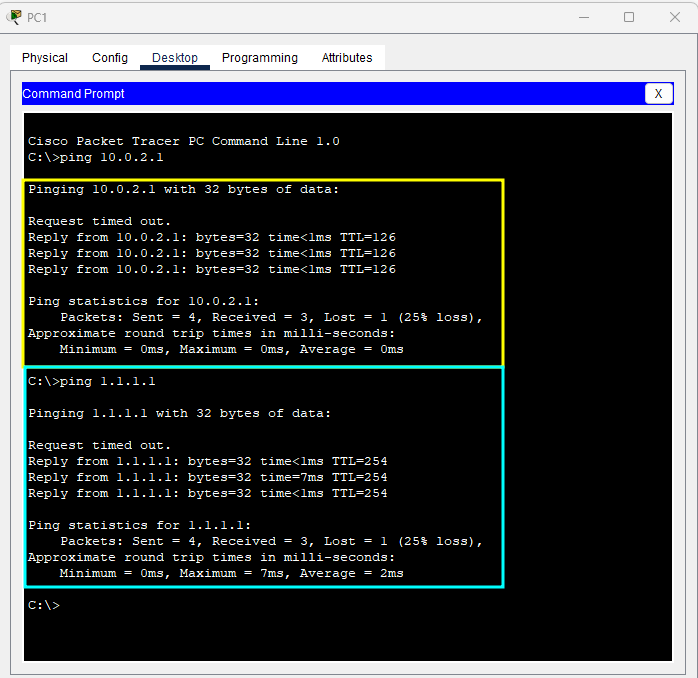 PC1
Physical Config Desktop Programming Attributes
Command Prompt X
Cisco Packet Tracer PC Command Line 1.0
C:\>ping 10.0.2.1
Pinging 10.0.2.1 with 32 bytes of data:
Request timed out.
Reply from 10.0.2.1: bytes=32 time<1ms TTL=126
Reply from 10.0.2.1: bytes=32 time<1ms TTL=126
Reply from 10.0.2.1: bytes=32 time<1ms TTL=126
Ping statistics for 10.0.2.1:
Packets: Sent = 4, Received = 3, Lost = 1 (25% loss),
Approximate round trip times in milli-seconds:
Minimum = 0ms, Maximum = 0ms, Average = 0ms
C:\>ping 1.1.1.1
Pinging 1.1.1.1 with 32 bytes of data:
Request timed out.
Reply from 1.1.1.1: bytes=32 time<1ms TTL=254
Reply from 1.1.1.1: bytes=32 time=7ms TTL=254
Reply from 1.1.1.1: bytes=32 time<1ms TTL=254
Ping statistics for 1.1.1.1:
Packets: Sent = 4, Received = 3, Lost = 1 (25% loss),
Approximate round trip times in milli-seconds:
Minimum = 0ms, Maximum = 7ms, Average = 2ms
C:\>